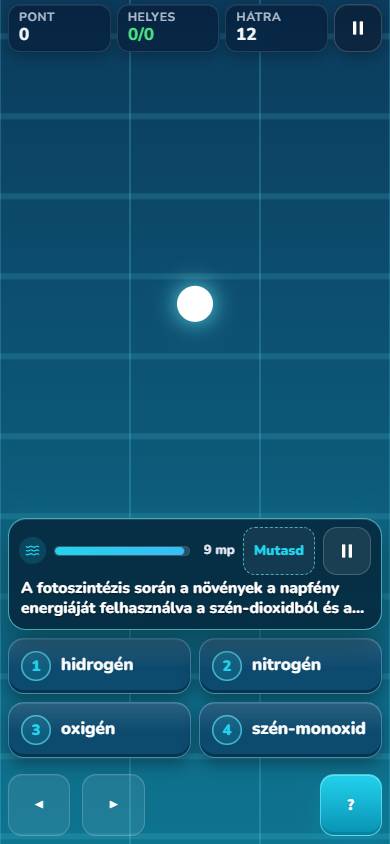 PONT
0
HELYES
0/0
HÁTRA
12
9 mp
Mutasd
A fotoszintézis során a növények a napfény
energiáját felhasználva a szén-dioxidból és a...
1 hidrogén
2 nitrogén
3 oxigén
4 szén-monoxid
?